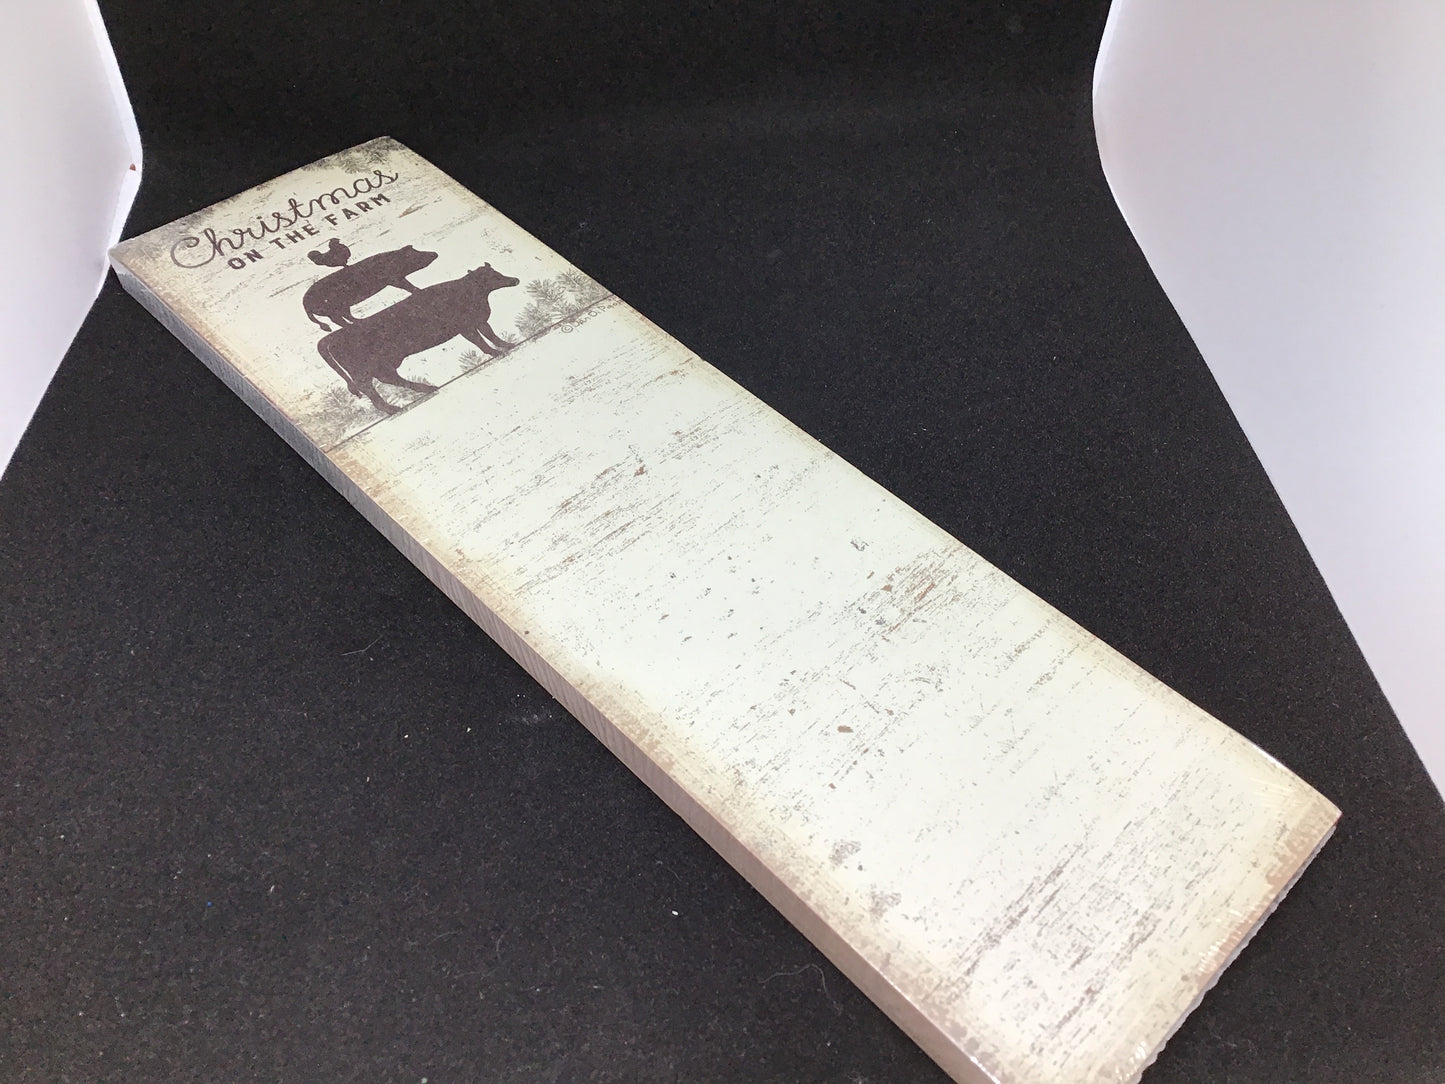 Christmas
ON THE FARM